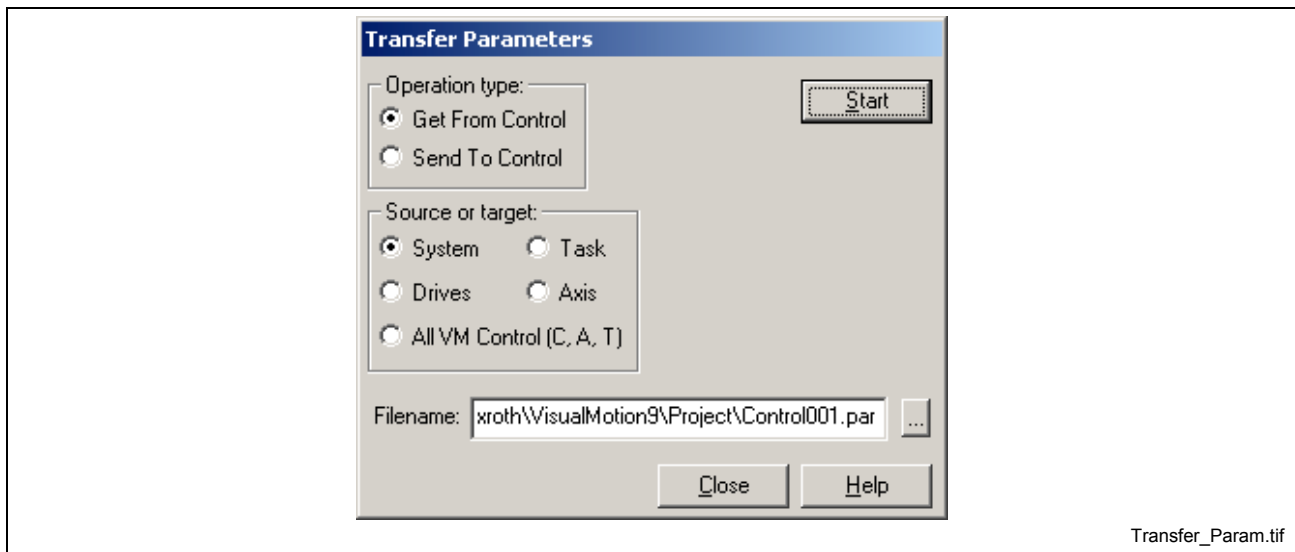 Transfer Parameters
Operation type:
Start
Get From Control
Send To Control
Source or target:
System Task
Drives Axis
All VM Control (C, A, T)
Filename: xroth\VisualMotion9\Project\Control001.par ...
Close Help
Transfer_Param.tif